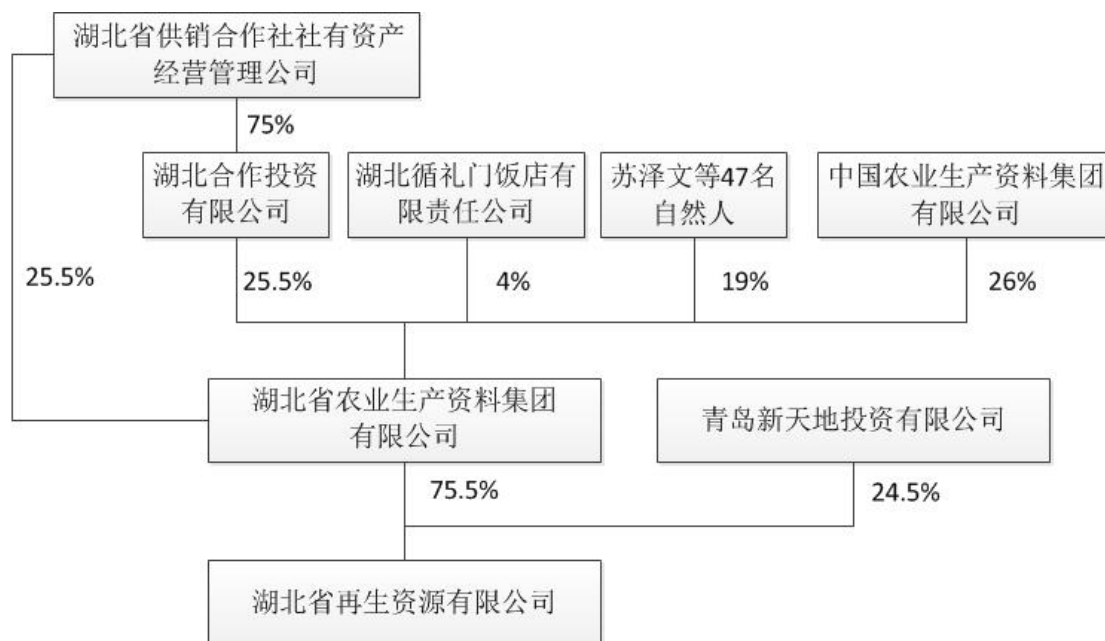 湖北省供销合作社社有资产
经营管理公司
75%
湖北合作投资
有限公司
湖北循礼门饭店有
限责任公司
苏泽文等47名
自然人
中国农业生产资料集团
有限公司
25.5%
25.5%
4%
19%
26%
湖北省农业生产资料集团
有限公司
青岛新天地投资有限公司
75.5%
24.5%
湖北省再生资源有限公司